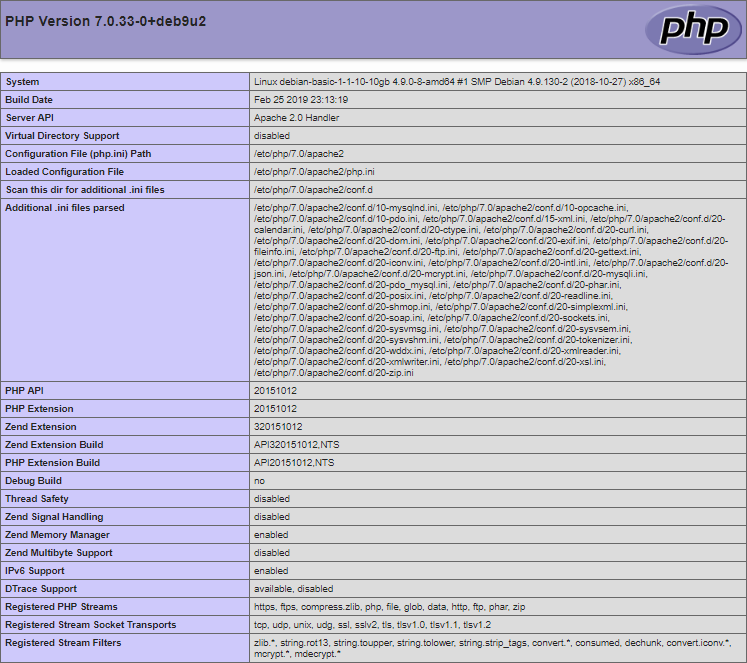 PHP Version 7.0.33-0+deb9u2
php
System Linux debian-basic-1-1-10-10gb 4.9.0-8-amd64 #1 SMP Debian 4.9.130-2 (2018-10-27) x86_64
Build Date Feb 25 2019 23:13:19
Server API Apache 2.0 Handler
Virtual Directory Support disabled
Configuration File (php.ini) Path /etc/php/7.0/apache2
Loaded Configuration File /etc/php/7.0/apache2/php.ini
Scan this dir for additional .ini files /etc/php/7.0/apache2/conf.d
Additional .ini files parsed /etc/php/7.0/apache2/conf.d/10-mysqlnd.ini, /etc/php/7.0/apache2/conf.d/10-opcache.ini,
/etc/php/7.0/apache2/conf.d/10-pdo.ini, /etc/php/7.0/apache2/conf.d/15-xml.ini, /etc/php/7.0/apache2/conf.d/20-
calendar.ini, /etc/php/7.0/apache2/conf.d/20-ctype.ini, /etc/php/7.0/apache2/conf.d/20-curl.ini,
/etc/php/7.0/apache2/conf.d/20-dom.ini, /etc/php/7.0/apache2/conf.d/20-exif.ini, /etc/php/7.0/apache2/conf.d/20-
fileinfo.ini, /etc/php/7.0/apache2/conf.d/20-ftp.ini, /etc/php/7.0/apache2/conf.d/20-gettext.ini,
/etc/php/7.0/apache2/conf.d/20-iconv.ini, /etc/php/7.0/apache2/conf.d/20-intl.ini, /etc/php/7.0/apache2/conf.d/20-
json.ini, /etc/php/7.0/apache2/conf.d/20-mcrypt.ini, /etc/php/7.0/apache2/conf.d/20-mysqli.ini,
/etc/php/7.0/apache2/conf.d/20-pdo_mysql.ini, /etc/php/7.0/apache2/conf.d/20-phar.ini,
/etc/php/7.0/apache2/conf.d/20-posix.ini, /etc/php/7.0/apache2/conf.d/20-readline.ini,
/etc/php/7.0/apache2/conf.d/20-shmop.ini, /etc/php/7.0/apache2/conf.d/20-simplexml.ini,
/etc/php/7.0/apache2/conf.d/20-soap.ini, /etc/php/7.0/apache2/conf.d/20-sockets.ini,
/etc/php/7.0/apache2/conf.d/20-sysvmsg.ini, /etc/php/7.0/apache2/conf.d/20-sysvsem.ini,
/etc/php/7.0/apache2/conf.d/20-sysvshm.ini, /etc/php/7.0/apache2/conf.d/20-tokenizer.ini,
/etc/php/7.0/apache2/conf.d/20-wddx.ini, /etc/php/7.0/apache2/conf.d/20-xmlreader.ini,
/etc/php/7.0/apache2/conf.d/20-xmlwriter.ini, /etc/php/7.0/apache2/conf.d/20-xsl.ini,
/etc/php/7.0/apache2/conf.d/20-zip.ini
PHP API 20151012
PHP Extension 20151012
Zend Extension 320151012
Zend Extension Build API320151012,NTS
PHP Extension Build API20151012,NTS
Debug Build no
Thread Safety disabled
Zend Signal Handling disabled
Zend Memory Manager enabled
Zend Multibyte Support disabled
IPv6 Support enabled
DTrace Support available, disabled
Registered PHP Streams https, ftps, compress.zlib, php, file, glob, data, http, ftp, phar, zip
Registered Stream Socket Transports tcp, udp, unix, udg, ssl, sslv2, tls, tlsv1.0, tlsv1.1, tlsv1.2
Registered Stream Filters zlib.*, string.rot13, string.toupper, string.tolower, string.strip_tags, convert.*, consumed, dechunk, convert.iconv.*,
mcrypt.*, mdecrypt.*